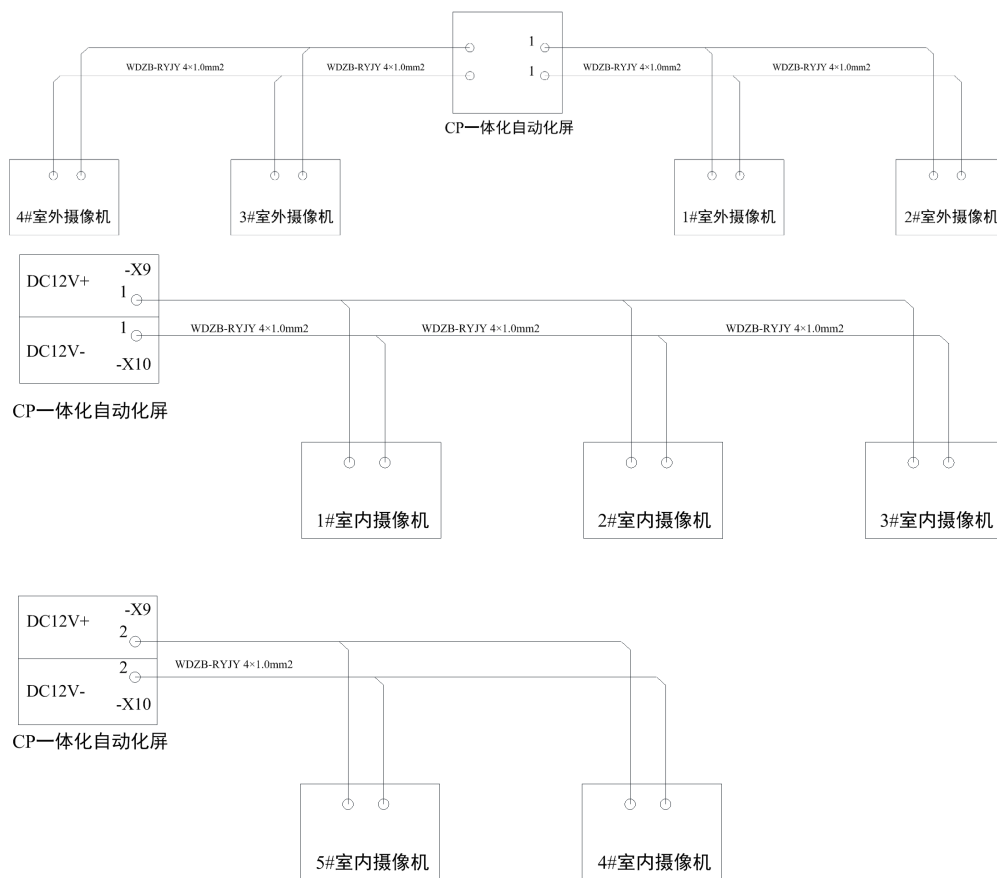 1
WDZB-RYJY 4×1.0mm2
WDZB-RYJY 4×1.0mm2
1
WDZB-RYJY 4×1.0mm2
WDZB-RYJY 4×1.0mm2
CP一体化自动化屏
4#室外摄像机
3#室外摄像机
1#室外摄像机
2#室外摄像机
DC12V+
-X9
1
1
DC12V-
-X10
WDZB-RYJY 4×1.0mm2
WDZB-RYJY 4×1.0mm2
WDZB-RYJY 4×1.0mm2
CP一体化自动化屏
1#室内摄像机
2#室内摄像机
3#室内摄像机
DC12V+
-X9
2
2
DC12V-
-X10
WDZB-RYJY 4×1.0mm2
CP一体化自动化屏
5#室内摄像机
4#室内摄像机